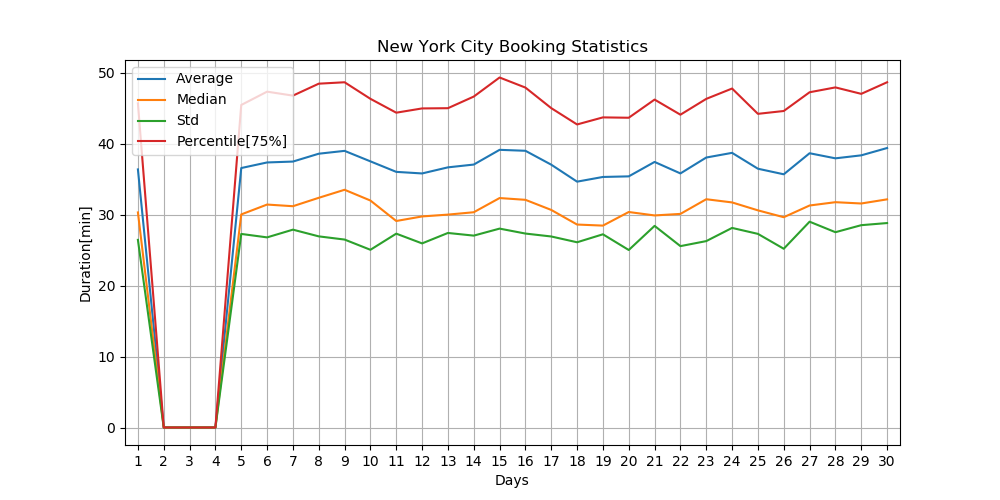 New York City Booking Statistics
Average
Median
Std
Percentile[75%]
Duration[min]
50
40
30
20
10
0
1 2 3 4 5 6 7 8 9 10 11 12 13 14 15 16 17 18 19 20 21 22 23 24 25 26 27 28 29 30
Days